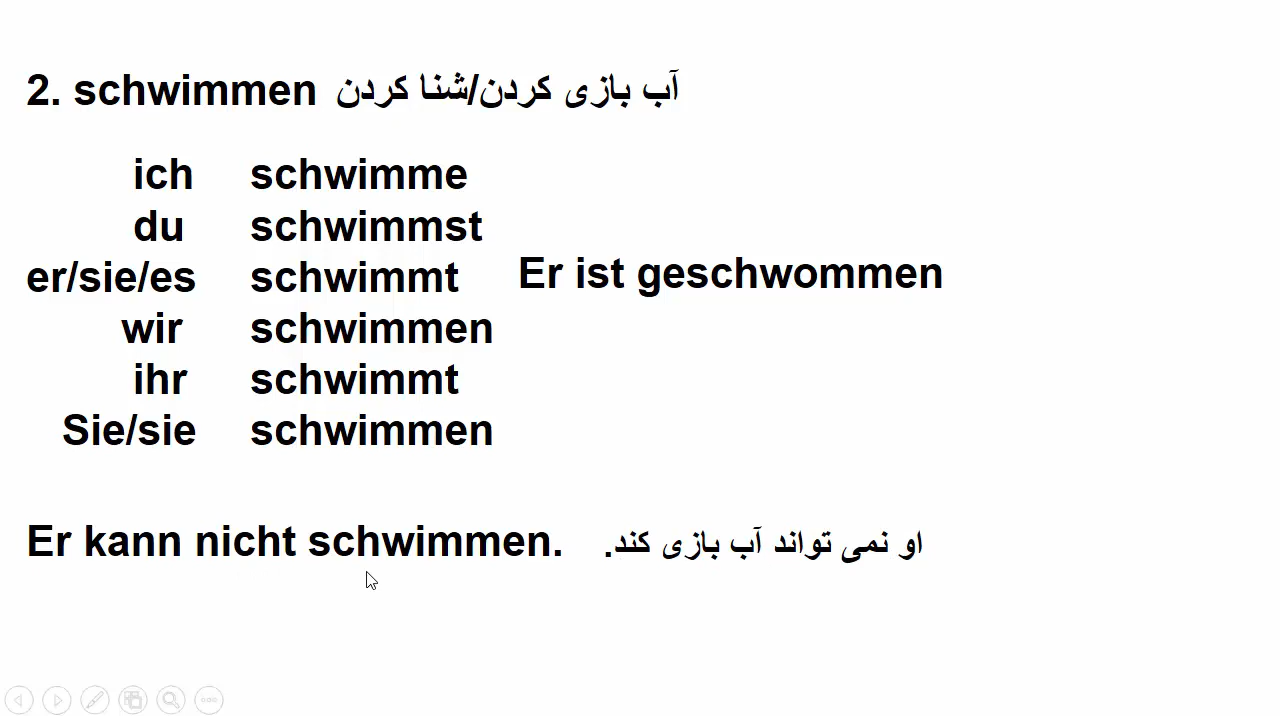 2. schwimmen آب بازی کردن/شنا کردن
ich schwimme
du schwimmst
er/sie/es schwimmt Er ist geschwommen
wir schwimmen
ihr schwimmt
Sie/sie schwimmen
Er kann nicht schwimmen. او نمی تواند آب بازی کند.